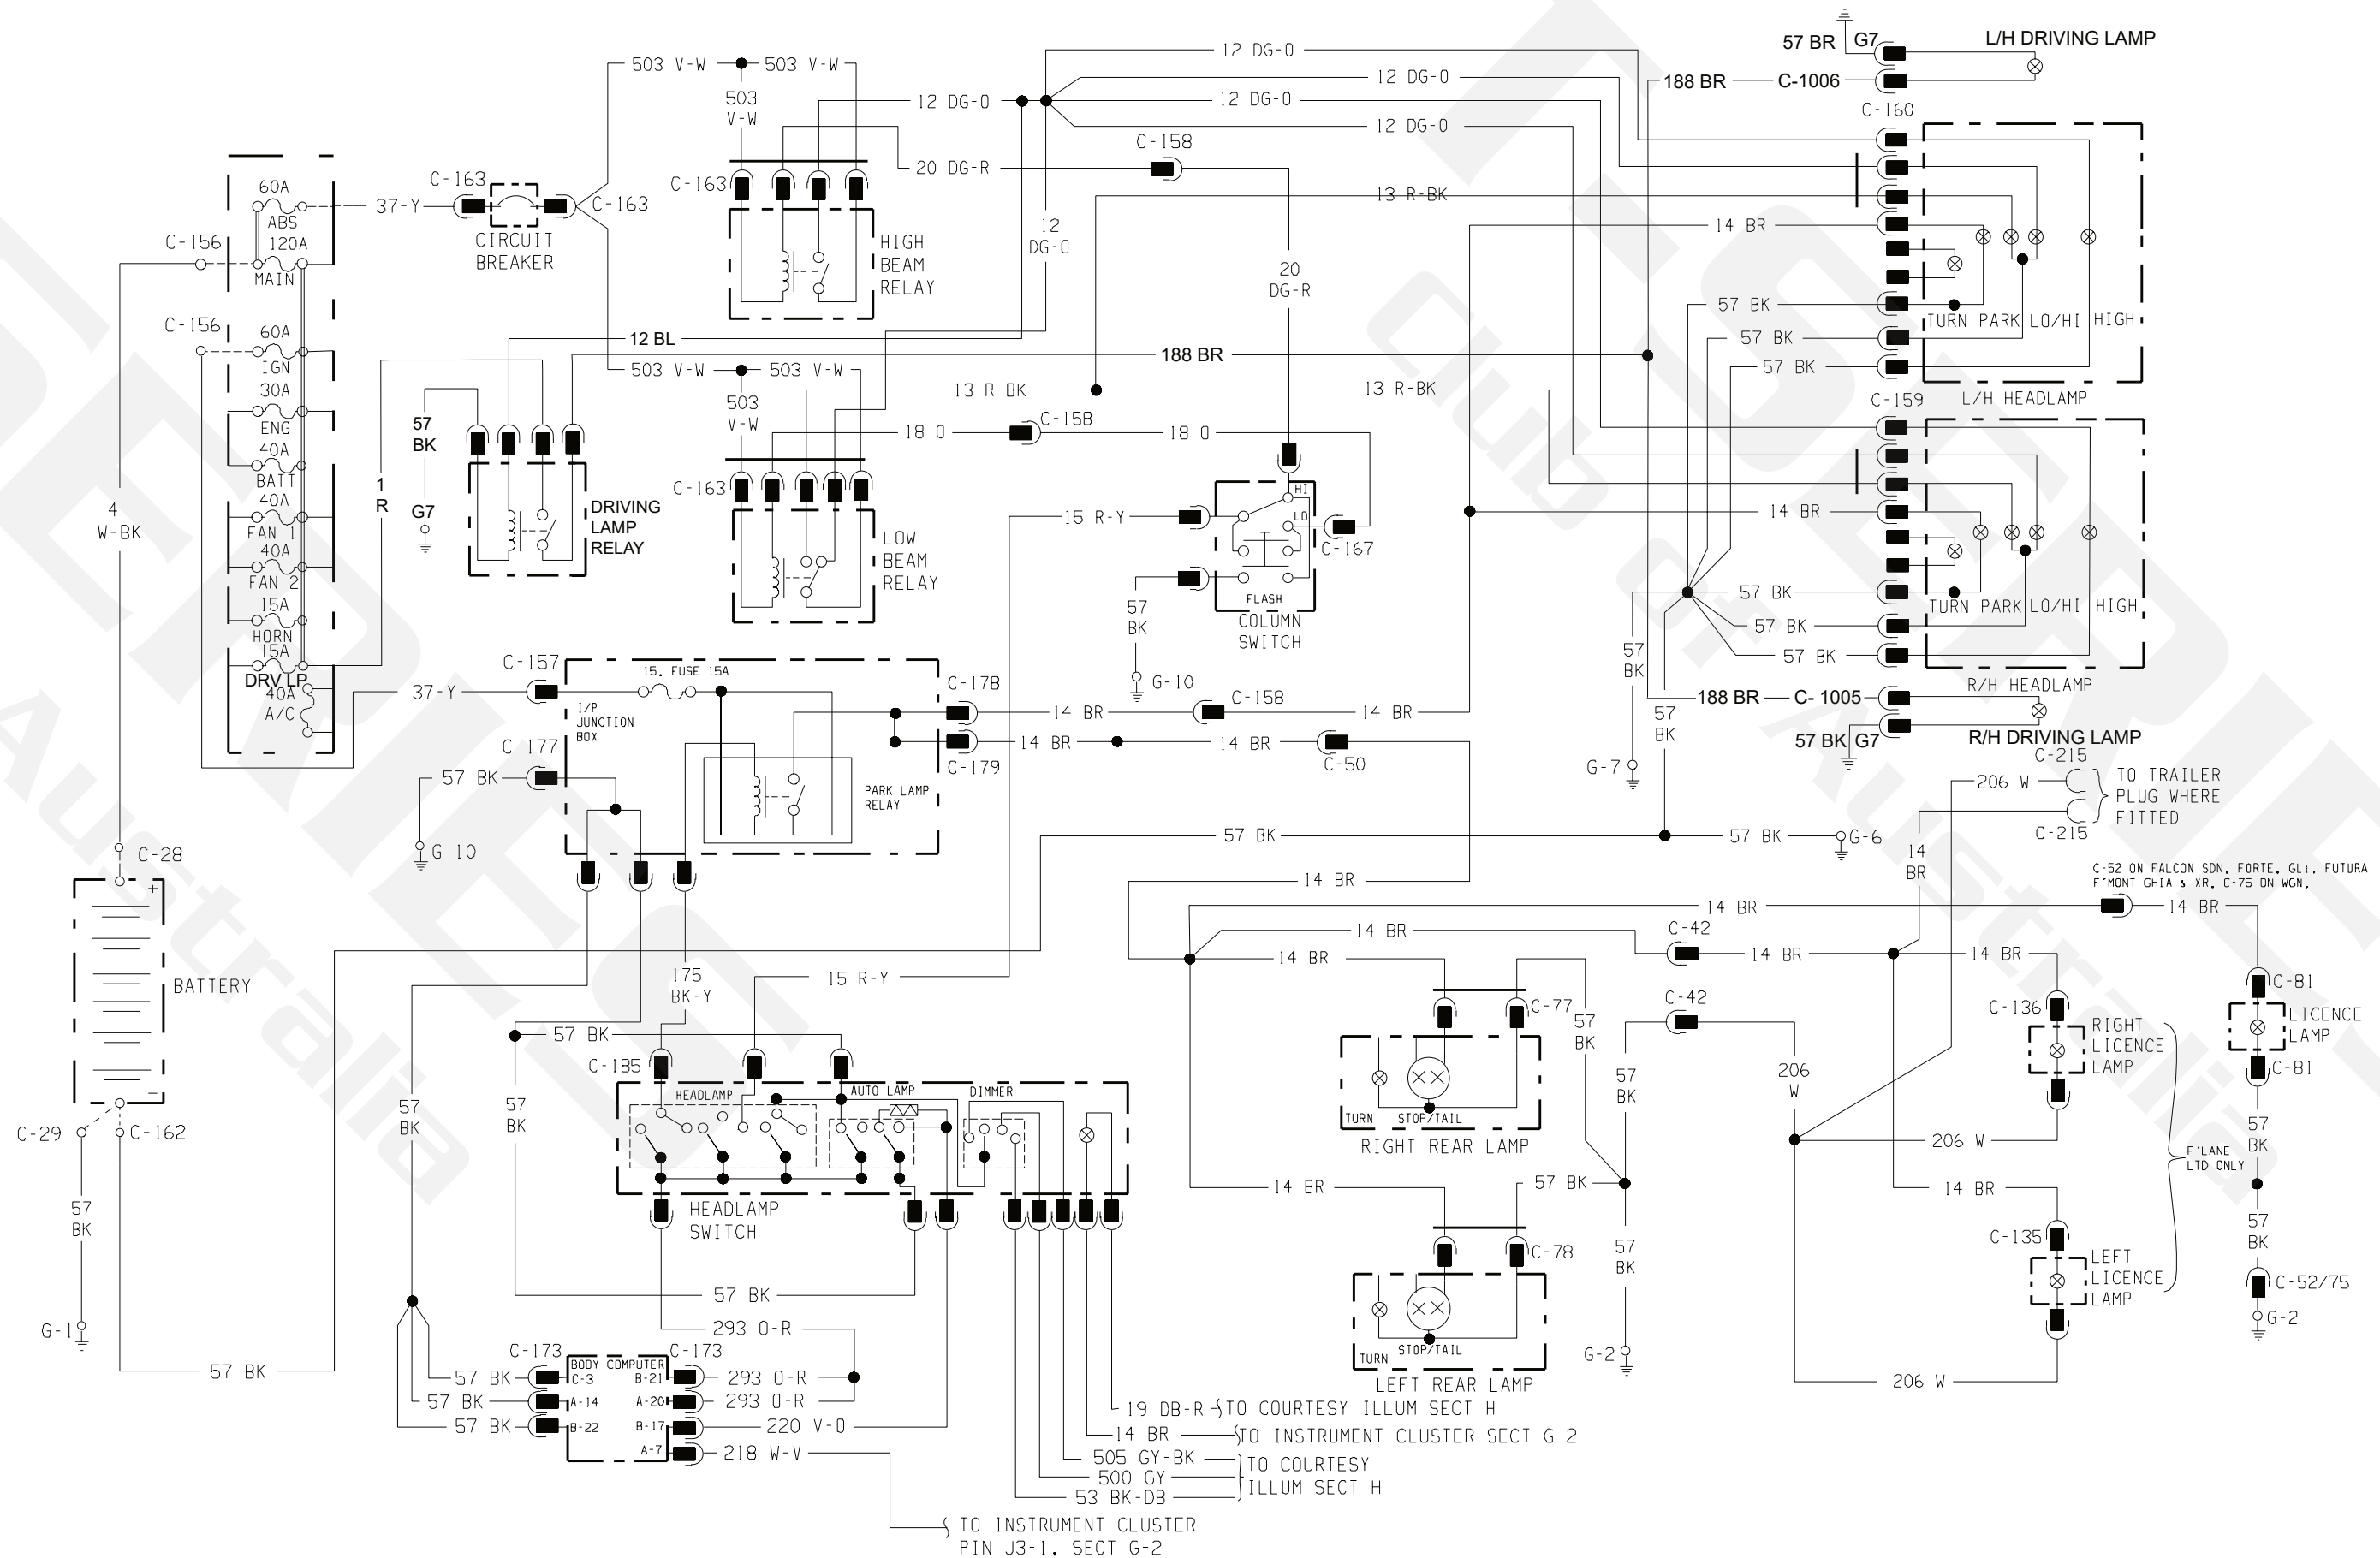 T-SERIES
Club of Australia
57 BR G7
L/H DRIVING LAMP
188 BR C-1006
503 V-W
503 V-W
503
V-W
12 DG-O
12 DG-O
12 DG-O
12 DG-O
12 DG-O
C-160
C-158
20 DG-R
C-163
C-163
C-163
37-Y
CIRCUIT
BREAKER
HIGH
BEAM
RELAY
12
DG-O
20
DG-R
13 R-BK
14 BR
57 BK
57 BK
57 BK
TURN PARK LO/HI HIGH
L/H HEADLAMP
60A
ABS
120A
MAIN
C-156
C-156
60A
IGN
30A
ENG
40A
BATT
40A
FAN 1
40A
FAN 2
15A
HORN
15A
DRV LP
40A
A/C
4
W-BK
1
R
12 BL
188 BR
503 V-W
503 V-W
503
V-W
13 R-BK
13 R-BK
57
BK
G7
DRIVING
LAMP
RELAY
18 O
C-158
18 O
C-163
LOW
BEAM
RELAY
15 R-Y
HI
LO
C-167
FLASH
COLUMN
SWITCH
57
BK
G-10
C-159
14 BR
57 BK
57 BK
57 BK
TURN PARK LO/HI HIGH
R/H HEADLAMP
188 BR C- 1005
57 BK G7
R/H DRIVING LAMP
57
BK
G-7
57
BK
C-157
15. FUSE 15A
37-Y
I/P
JUNCTION
BOX
C-177
57 BK
G 10
PARK LAMP
RELAY
C-178
C-179
14 BR
C-158
14 BR
14 BR
14 BR
C-50
C-215
206 W
TO TRAILER
PLUG WHERE
FITTED
C-215
14
BR
57 BK
57 BK
G-6
C-52 ON FALCON SDN, FORTE, GLi, FUTURA
F'MONT GHIA & XR. C-75 ON WGN.
14 BR
14 BR
14 BR
14 BR
C-42
14 BR
14 BR
14 BR
C-28
+
BATTERY
-
C-29
C-162
57
BK
G-1
57 BK
175
BK-Y
15 R-Y
57 BK
C-185
57
BK
57
BK
HEADLAMP
AUTO LAMP
DIMMER
HEADLAMP
SWITCH
57 BK
293 O-R
C-173
C-173
BODY COMPUTER
57 BK
C-3
B-21
293 O-R
57 BK
A-14
A-20
293 O-R
57 BK
B-22
B-17
220 V-O
A-7
218 W-V
TO INSTRUMENT CLUSTER
PIN J3-1, SECT G-2
19 DB-R
TO COURTESY ILLUM SECT H
14 BR
TO INSTRUMENT CLUSTER SECT G-2
505 GY-BK
500 GY
53 BK-DB
TO COURTESY
ILLUM SECT H
C-77
57
BK
TURN
STOP/TAIL
RIGHT REAR LAMP
C-42
57
BK
206
W
14 BR
57 BK
C-78
57
BK
TURN
STOP/TAIL
LEFT REAR LAMP
G-2
C-136
RIGHT
LICENCE
LAMP
206 W
14 BR
F'LANE
LTD ONLY
C-135
LEFT
LICENCE
LAMP
206 W
C-81
LICENCE
LAMP
C-81
57
BK
57
BK
C-52/75
G-2